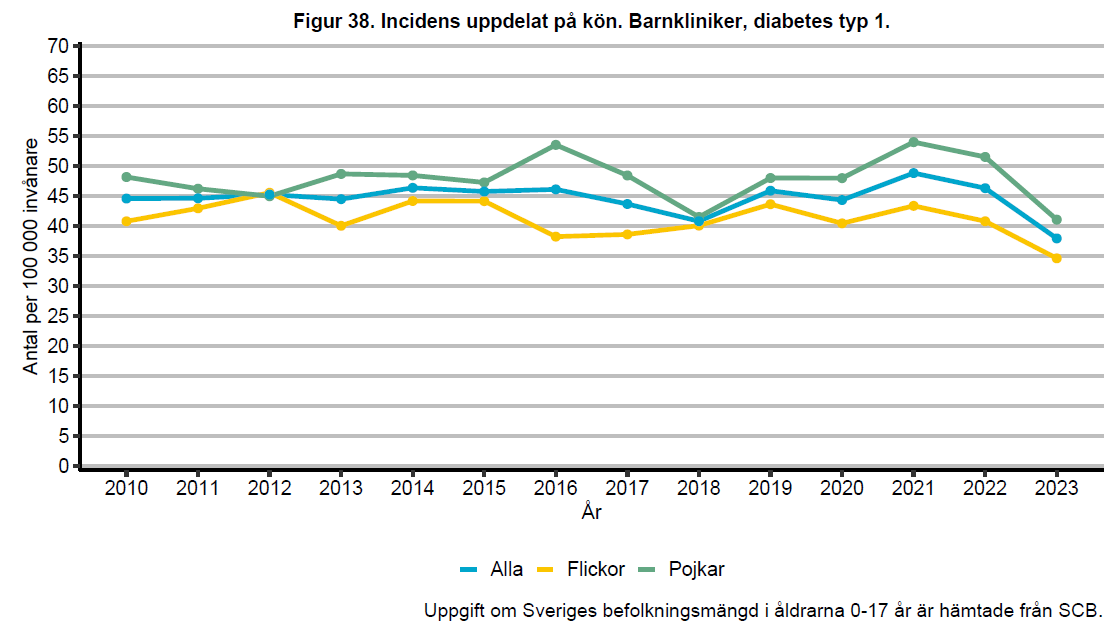 Figur 38. Incidens uppdelat på kön. Barnkliniker, diabetes typ 1.
70
65
60
55
50
45
40
35
30
25
20
15
10
5
0
Antal per 100 000 invånare
2010 2011 2012 2013 2014 2015 2016 2017 2018 2019 2020 2021 2022 2023
År
Alla Flickor Pojkar
Uppgift om Sveriges befolkningsmängd i åldrarna 0-17 år är hämtade från SCB.